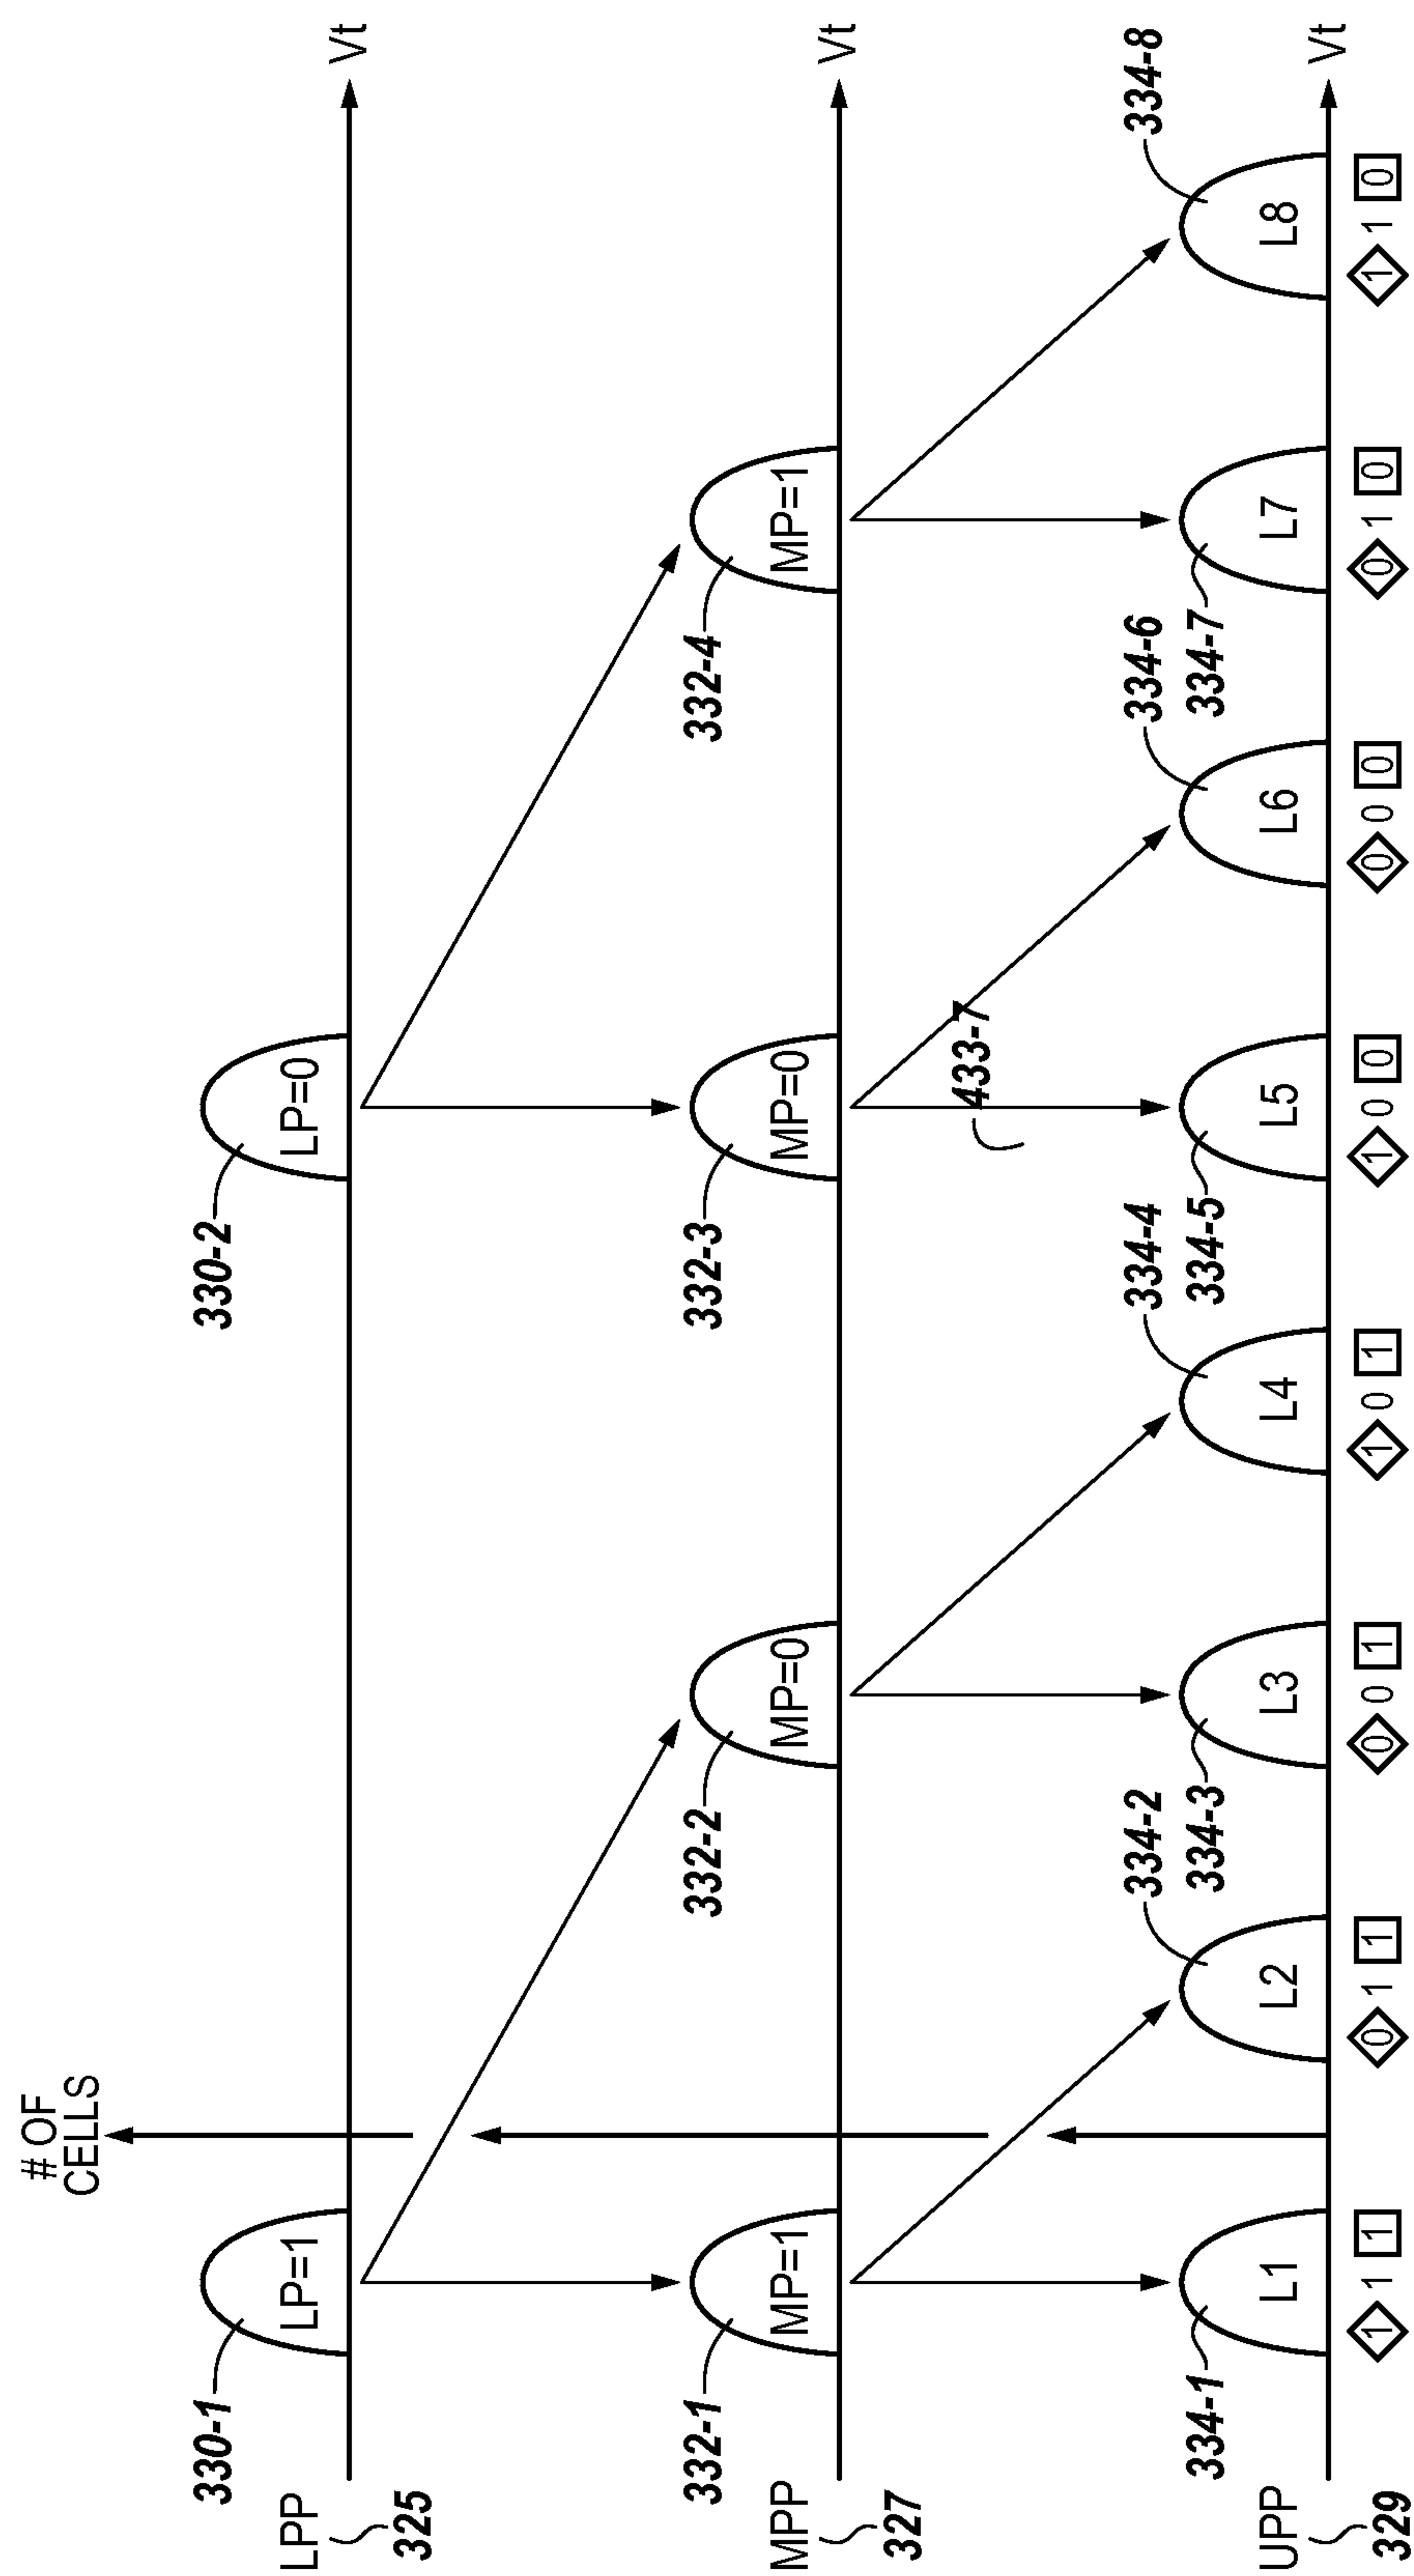 # OF
CELLS
330-1
LP=1
330-2
LP=0
Vt
LPP
325
332-1
MP=1
332-2
MP=0
332-3
MP=0
332-4
MP=1
Vt
MPP
327
433-7
334-2
334-4
334-6
334-8
334-1
334-3
334-5
334-7
L1
L2
L3
L4
L5
L6
L7
L8
Vt
UPP
329
1 1 1
0 1 1
0 0 1
1 0 1
1 0 0
0 0 0
0 1 0
1 1 0